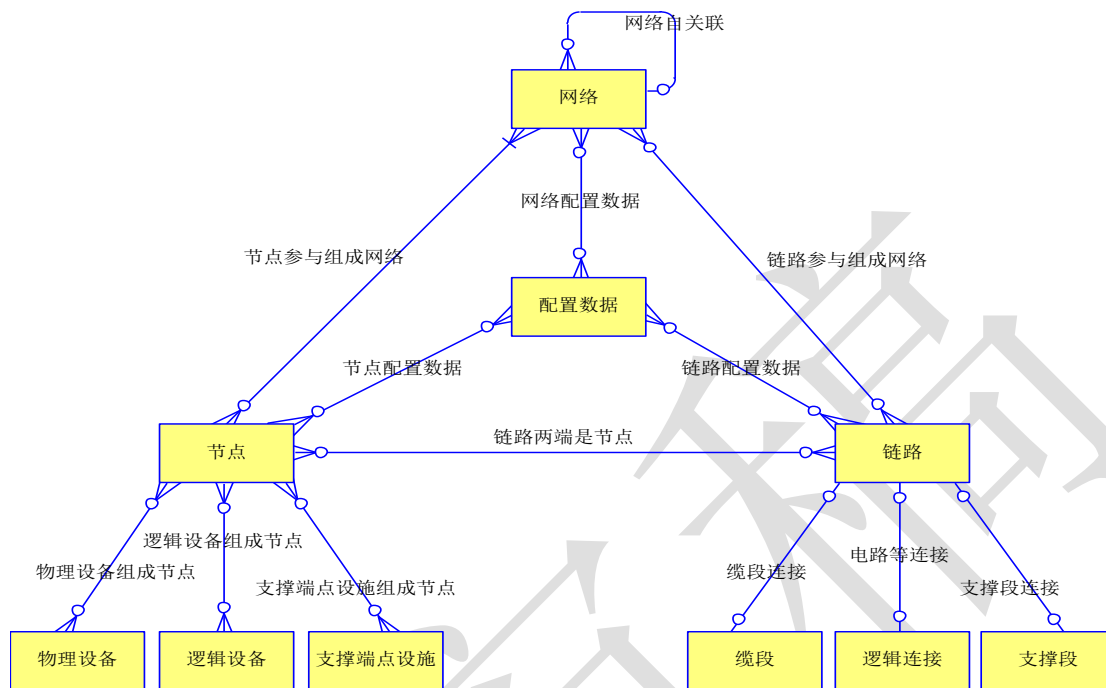 网络自关联
网络
网络配置数据
节点参与组成网络
链路参与组成网络
配置数据
节点配置数据
链路配置数据
链路两端是节点
节点
链路
逻辑设备组成节点
物理设备组成节点
支撑端点设施组成节点
电路等连接
缆段连接
支撑段连接
物理设备
逻辑设备
支撑端点设施
缆段
逻辑连接
支撑段
稿